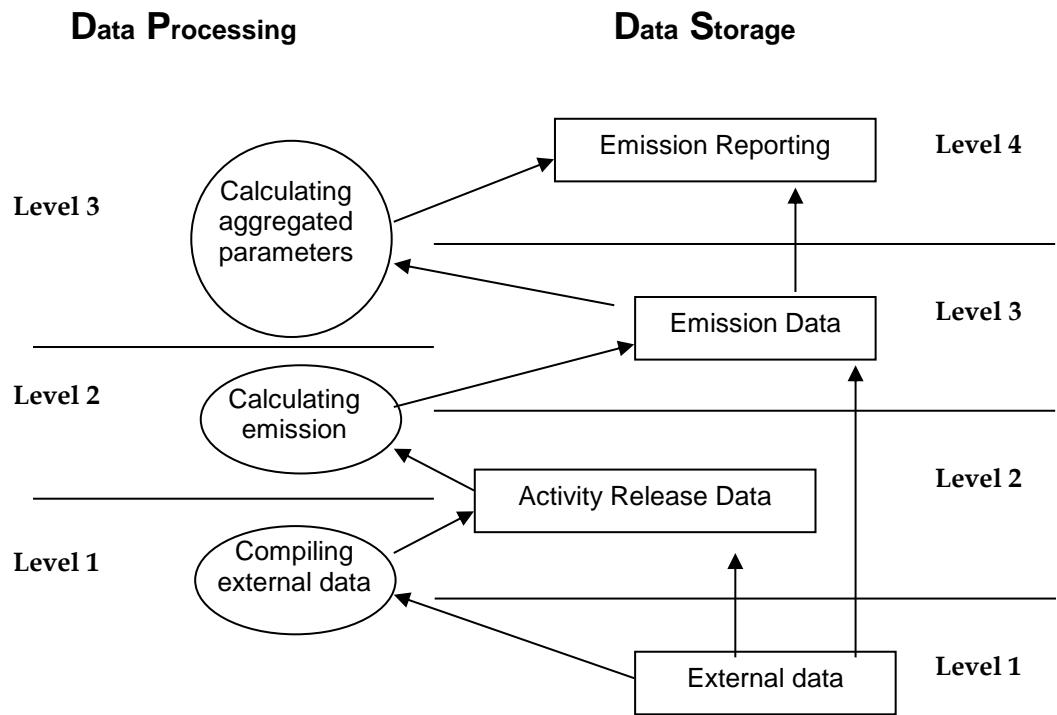 Data Processing
Data Storage
Emission Reporting
Level 4
Calculating
aggregated
parameters
Level 3
Emission Data
Level 3
Level 2
Calculating
emission
Activity Release Data
Level 2
Level 1
Compiling
external data
External data
Level 1